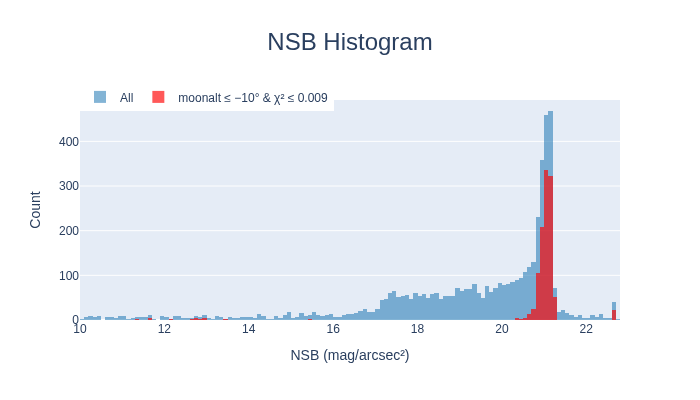 NSB Histogram
All
moonalt ≤ −10° & χ² ≤ 0.009
400
300
200
100
0
Count
10 12 14 16 18 20 22
NSB (mag/arcsec²)